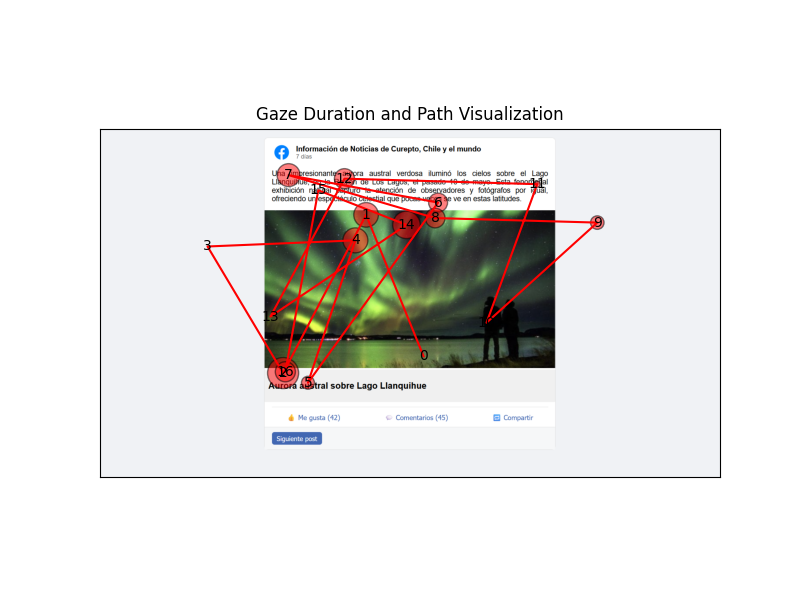 Gaze Duration and Path Visualization
Información de Noticias de Curepto, Chile y el mundo
7 días
Una impresionante aurora austral verdosa iluminó los cielos sobre el Lago
Llanquihue, en la región de Los Lagos, el pasado 10 de mayo. Esta
exhibición natural capturó la atención de observadores y fotógrafos por igual,
ofreciendo un espectáculo celestial que pocas veces se ve en estas latitudes.
7
12
15
11
6
1
8
14
9
4
3
13
0
2
16
5
Aurora austral sobre Lago Llanquihue
Me gusta (42) Comentarios (45) Compartir
Siguiente post